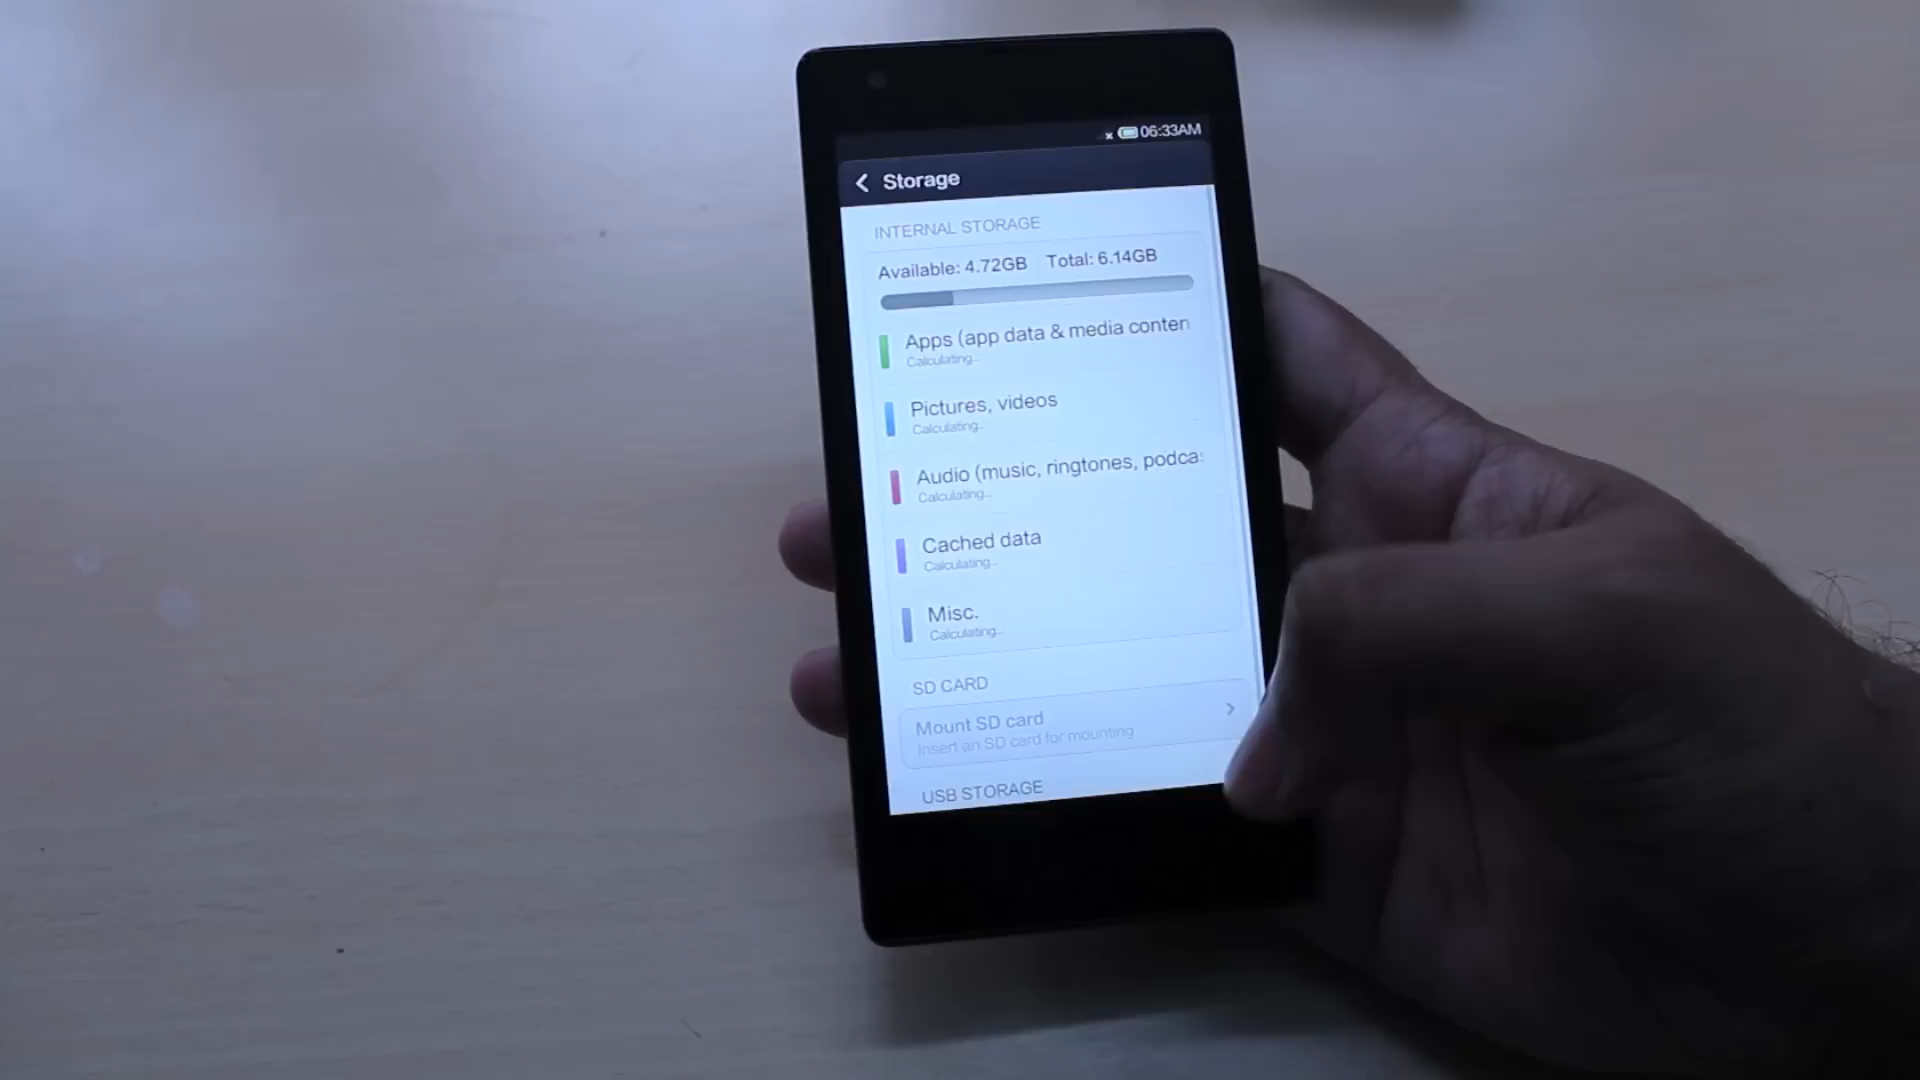 06:33AM
Storage
INTERNAL STORAGE
Available: 4.72GB Total: 6.14GB
Apps (app data & media conten
Calculating...
Pictures, videos
Calculating...
Audio (music, ringtones, podcas
Calculating...
Cached data
Calculating...
Misc.
Calculating...
SD CARD
Mount SD card
Insert an SD card for mounting
USB STORAGE